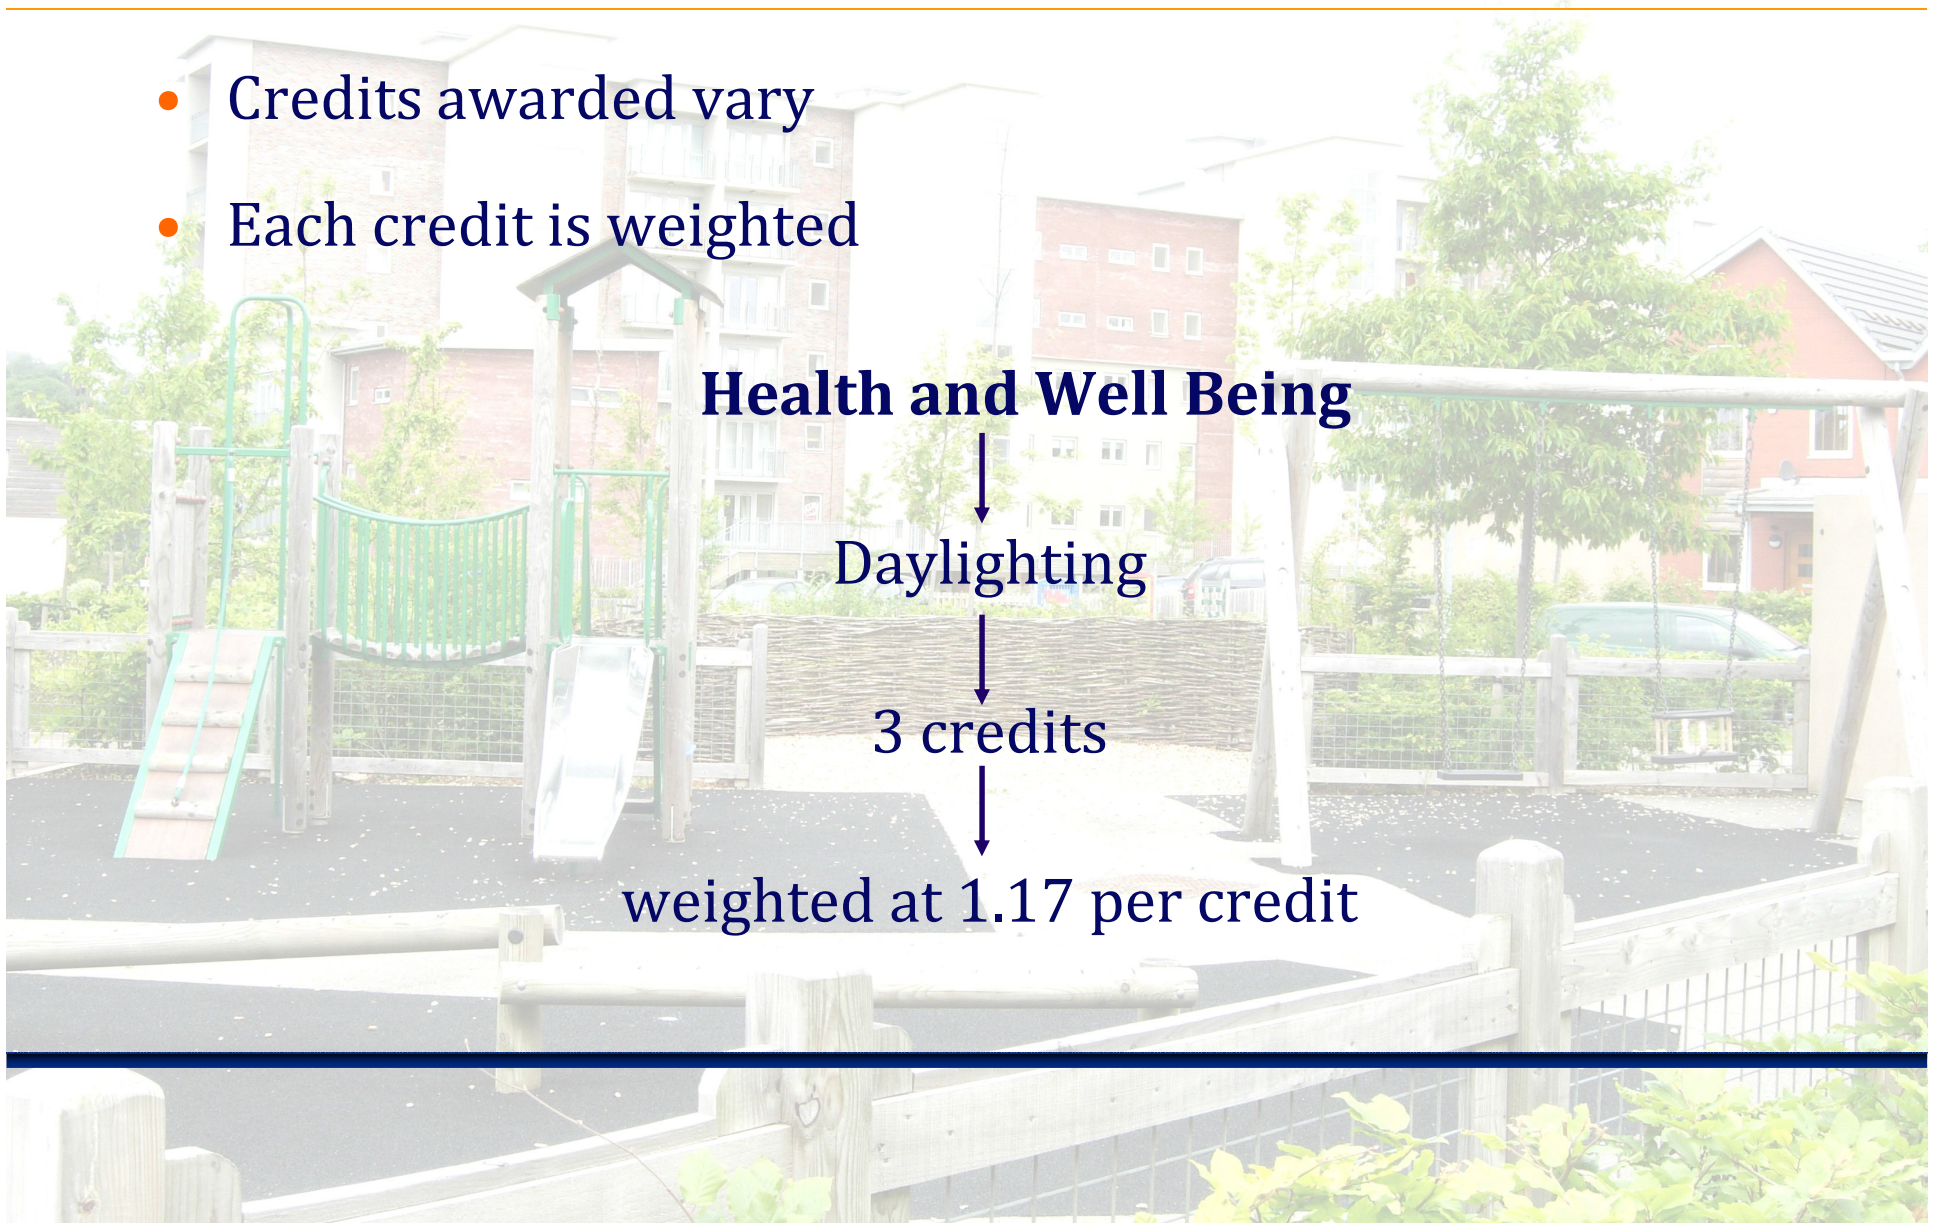 • Credits awarded vary
• Each credit is weighted
Health and Well Being
Daylighting
3 credits
weighted at 1.17 per credit